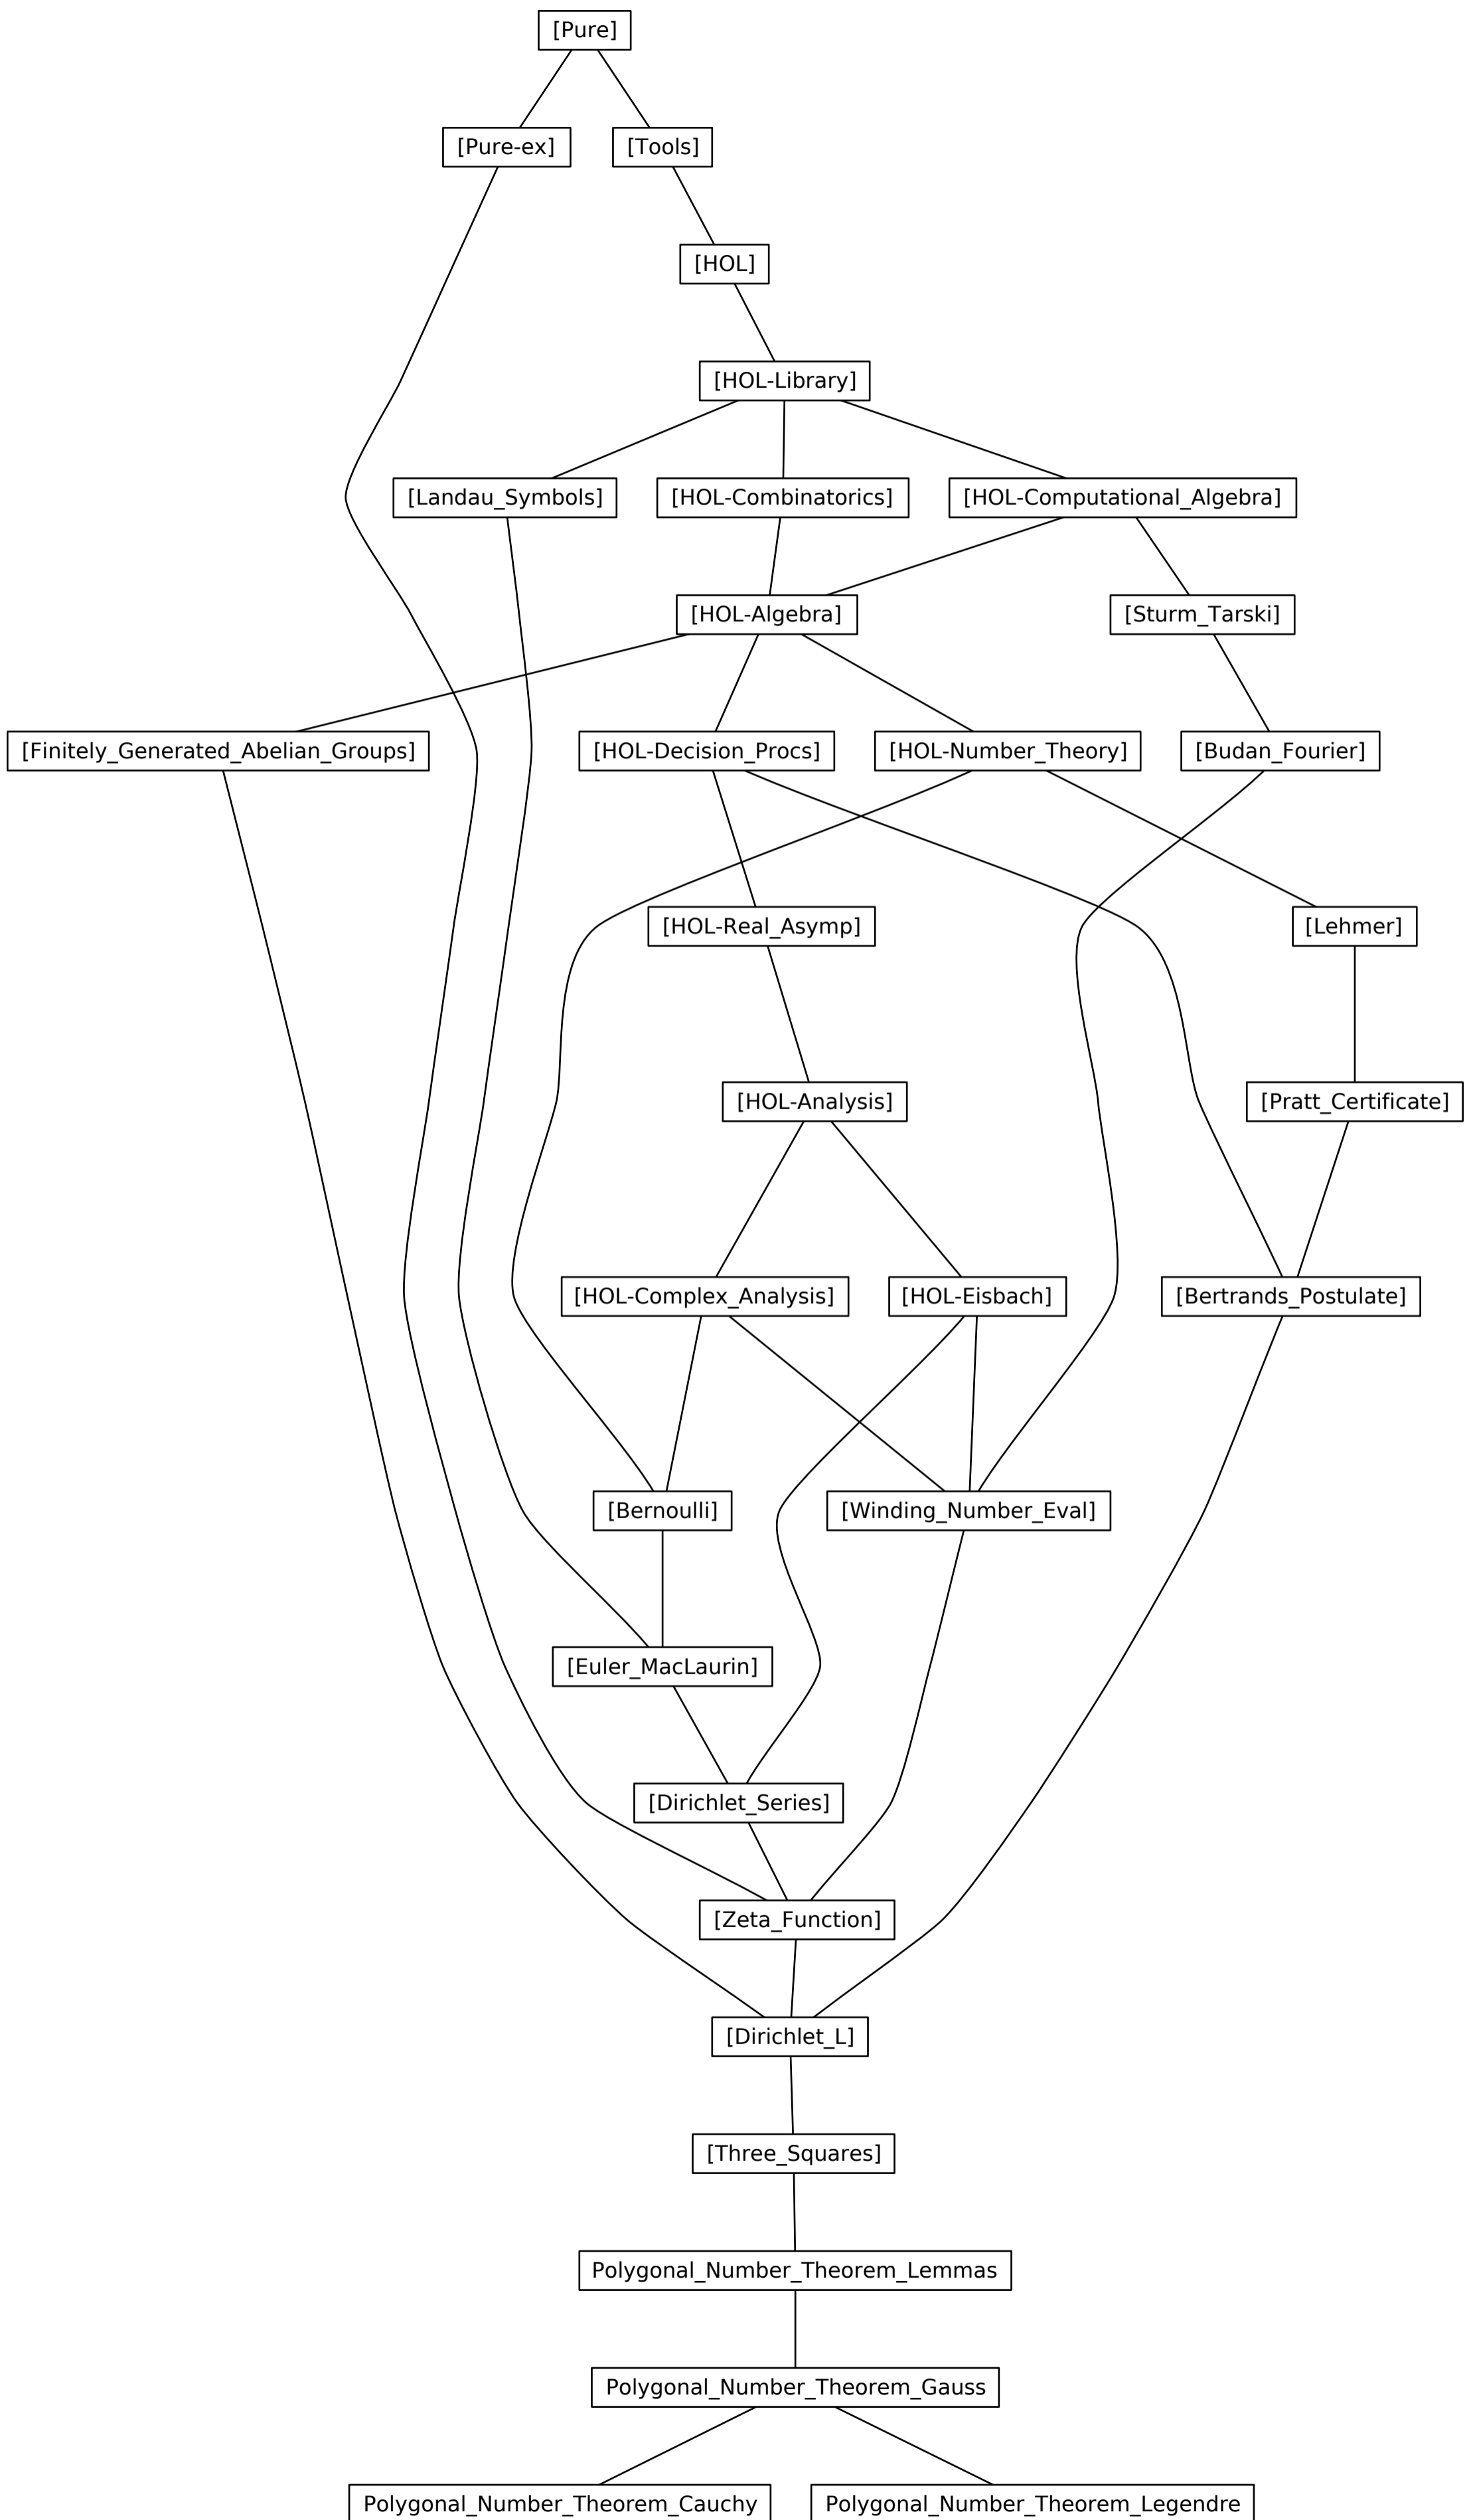 [Pure]
[Pure-ex]
[Tools]
[HOL]
[HOL-Library]
[Landau_Symbols]
[HOL-Combinatorics]
[HOL-Computational_Algebra]
[HOL-Algebra]
[Sturm_Tarski]
[Finitely_Generated_Abelian_Groups]
[HOL-Decision_Procs]
[HOL-Number_Theory]
[Budan_Fourier]
[HOL-Real_Asymp]
[Lehmer]
[HOL-Analysis]
[Pratt_Certificate]
[HOL-Complex_Analysis]
[HOL-Eisbach]
[Bertrands_Postulate]
[Bernoulli]
[Winding_Number_Eval]
[Euler_MacLaurin]
[Dirichlet_Series]
[Zeta_Function]
[Dirichlet_L]
[Three_Squares]
Polygonal_Number_Theorem_Lemmas
Polygonal_Number_Theorem_Gauss
Polygonal_Number_Theorem_Cauchy
Polygonal_Number_Theorem_Legendre